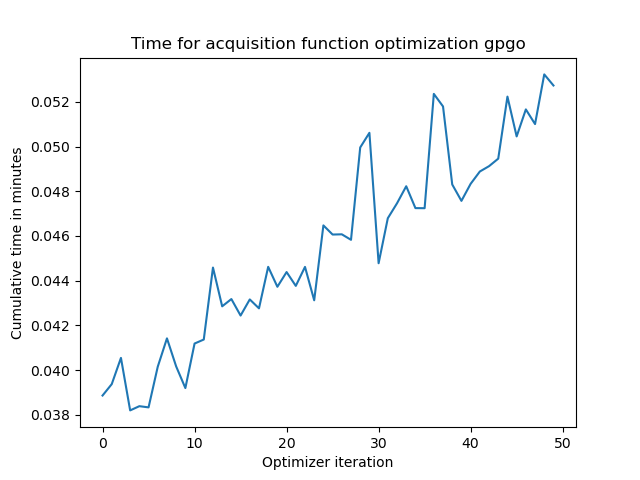 Time for acquisition function optimization gpgo
Cumulative time in minutes
0.052
0.050
0.048
0.046
0.044
0.042
0.040
0.038
0 10 20 30 40 50
Optimizer iteration